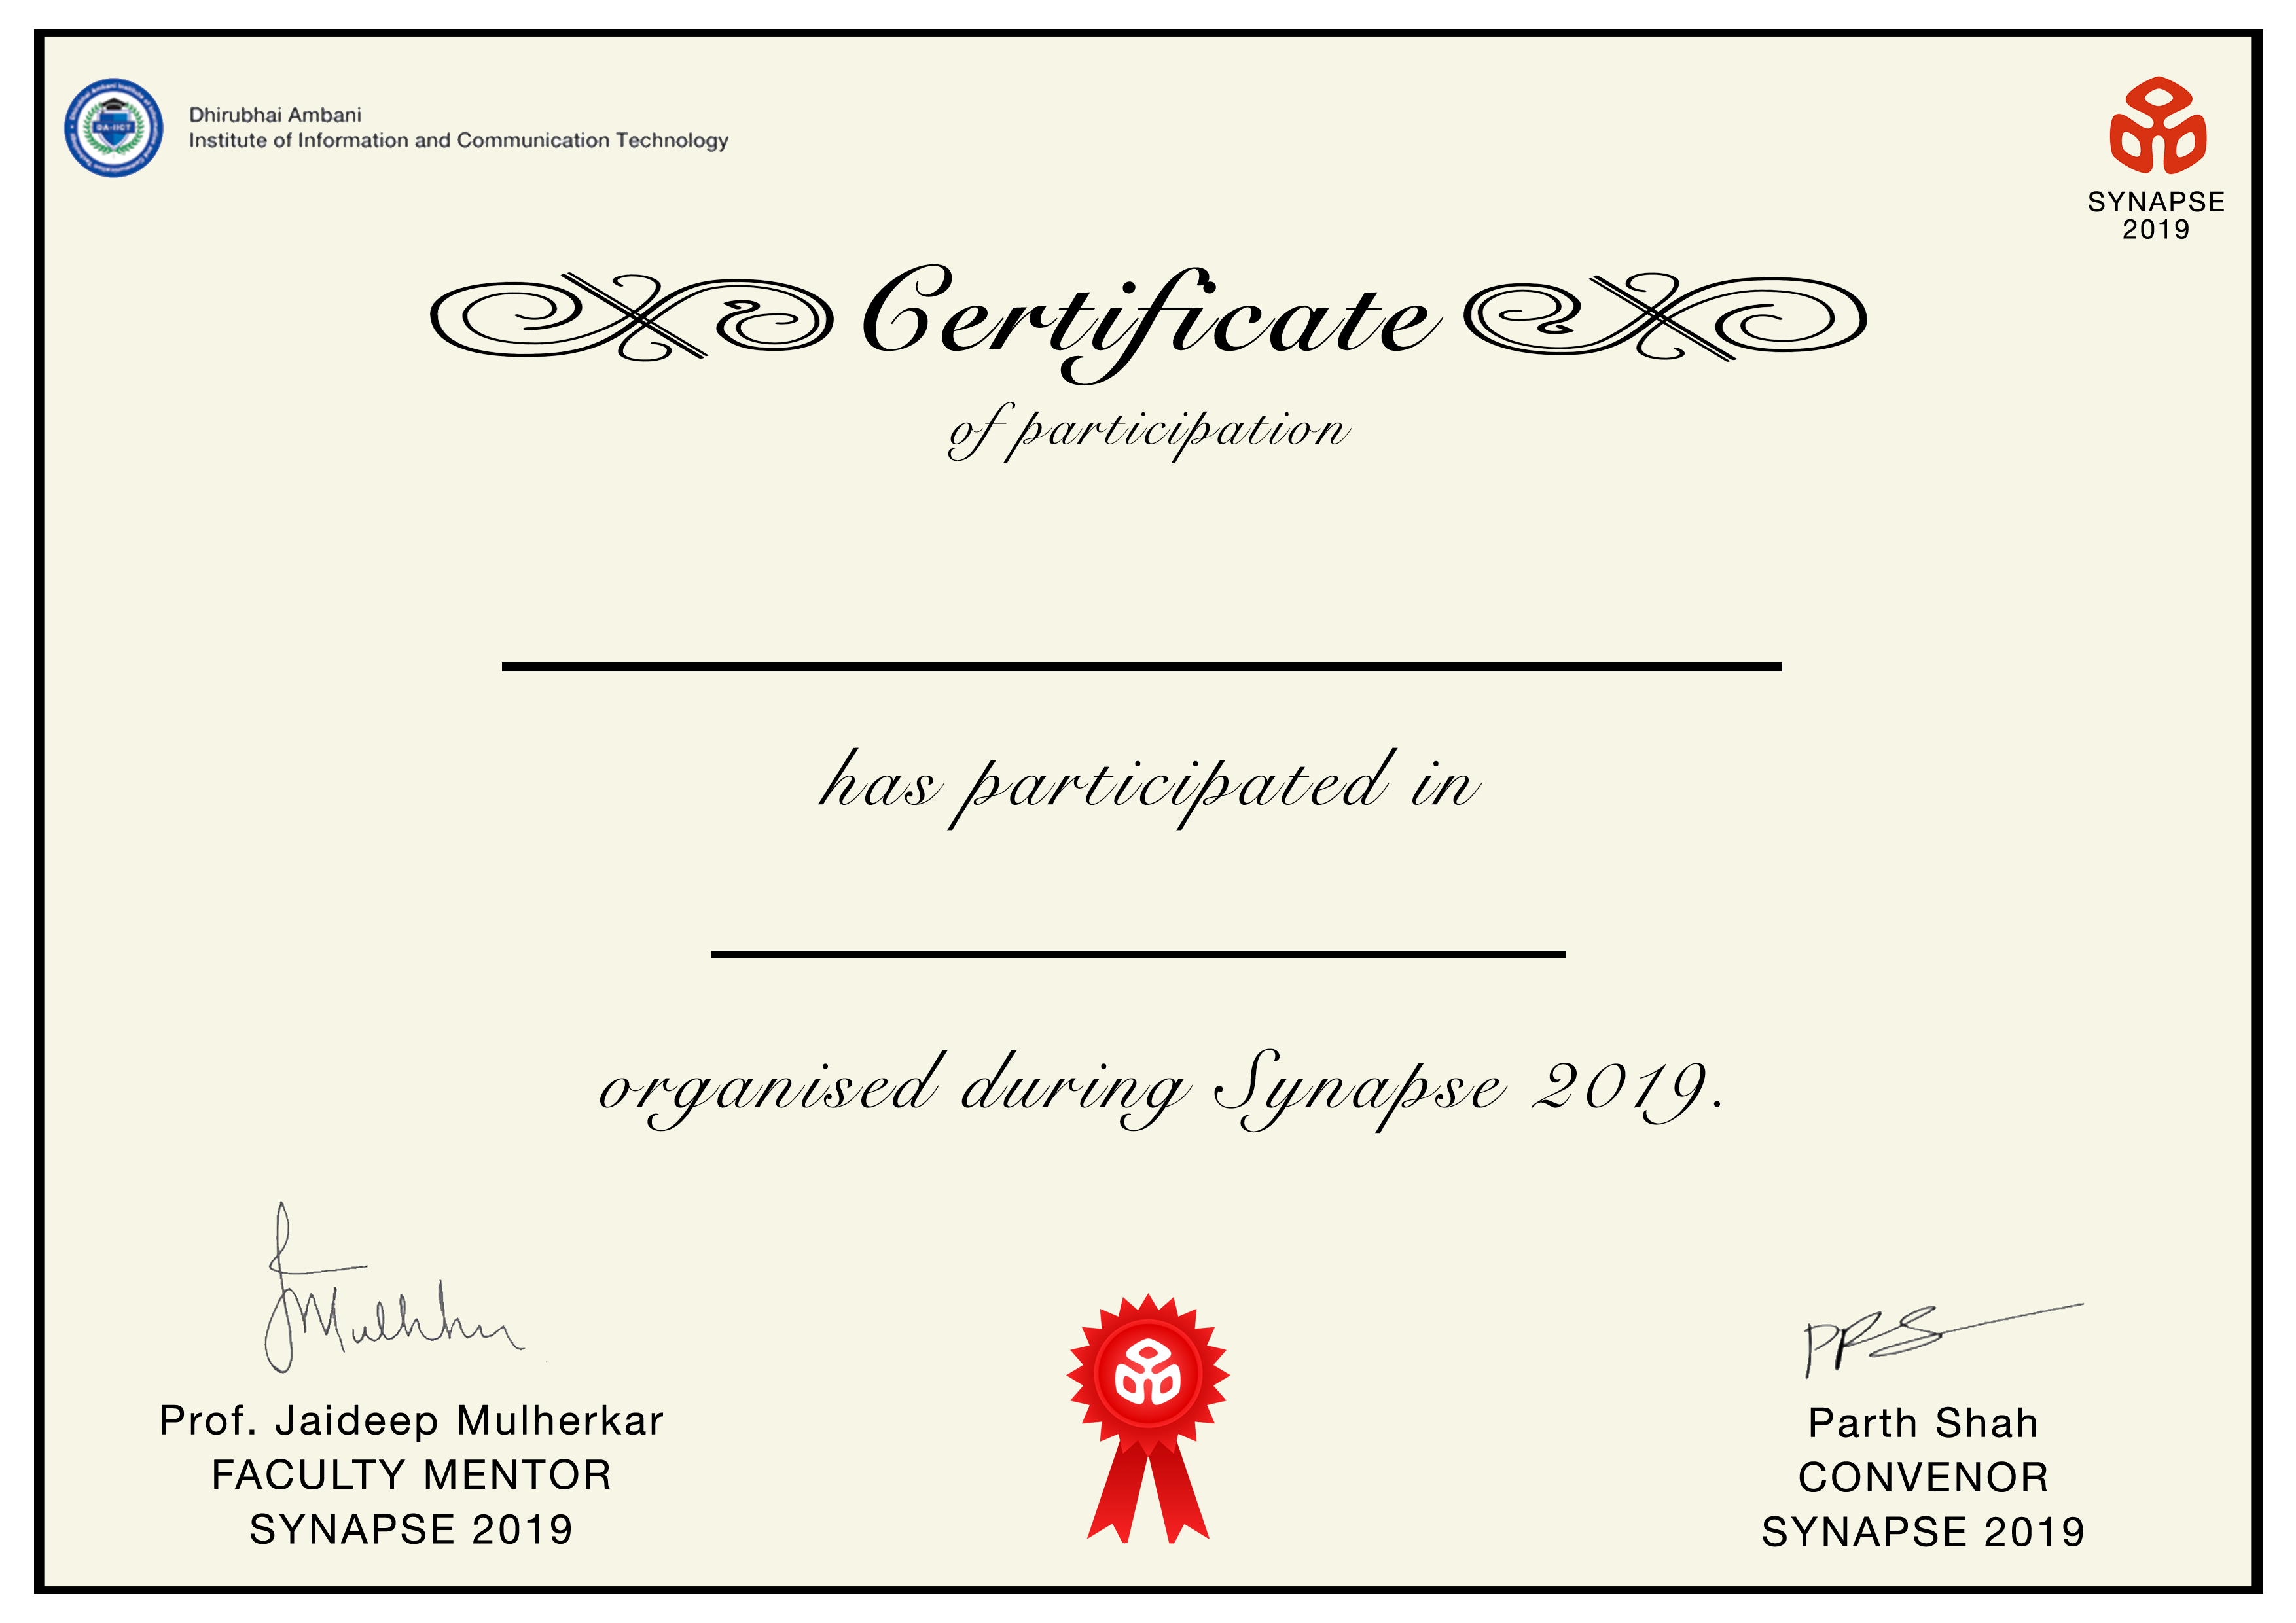 Dhirubhai Ambani
Institute of Information and Communication Technology
DA-IICT
SYNAPSE
2019
Certificate
of participation
has participated in
organised during Synapse 2019.
Prof. Jaideep Mulherkar
FACULTY MENTOR
SYNAPSE 2019
PPS
Parth Shah
CONVENOR
SYNAPSE 2019